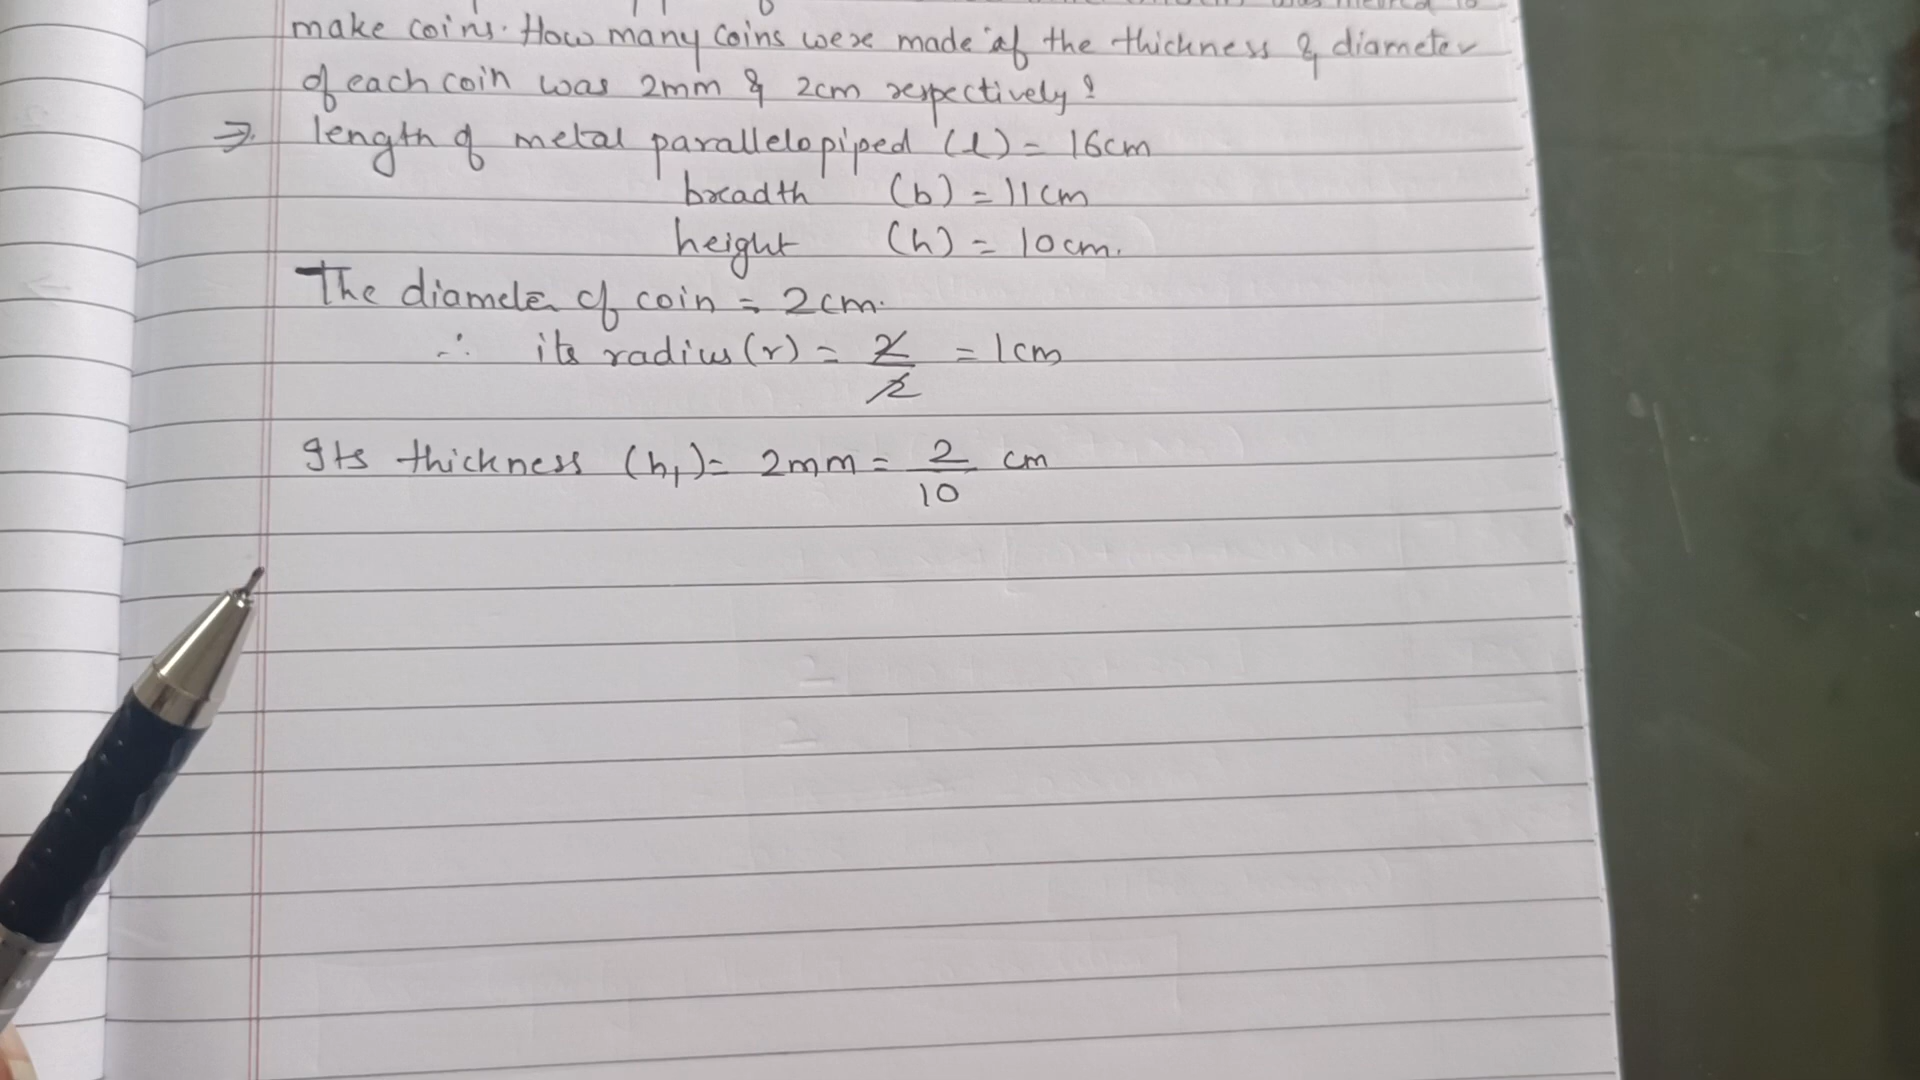 make coins. How many coins were made if the thickness & diameter
of each coin was 2mm & 2cm respectively?
⇒ length of metal parallelopiped (l) = 16cm
breadth (b) = 11cm
height (h) = 10cm.
The diameter of coin = 2cm.
∴ its radius (r) = 2/2 = 1cm
Its thickness (h₁) = 2mm = 2/10 cm